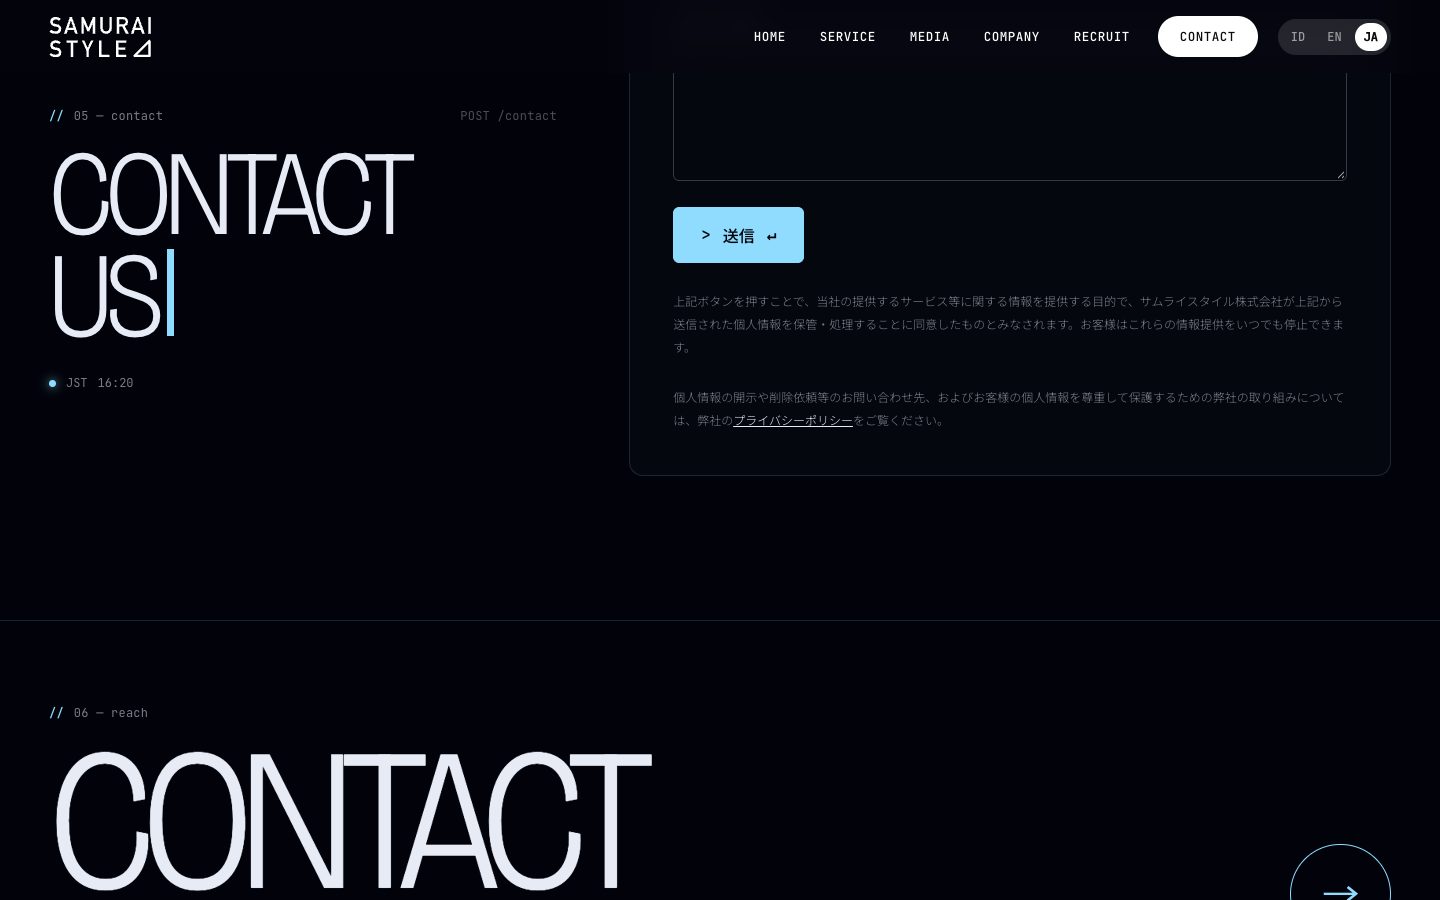 SAMURAI
STYLE
HOME SERVICE MEDIA COMPANY RECRUIT CONTACT ID EN JA
// 05 — contact
POST /contact
CONTACT
US
JST 16:20
> 送信 ↵
上記ボタンを押すことで、当社の提供するサービス等に関する情報を提供する目的で、サムライスタイル株式会社が上記から
送信された個人情報を保管・処理することに同意したものとみなされます。お客様はこれらの情報提供をいつでも停止できま
す。
個人情報の開示や削除依頼等のお問い合わせ先、およびお客様の個人情報を尊重して保護するための弊社の取り組みについて
は、弊社のプライバシーポリシーをご覧ください。
// 06 — reach
CONTACT